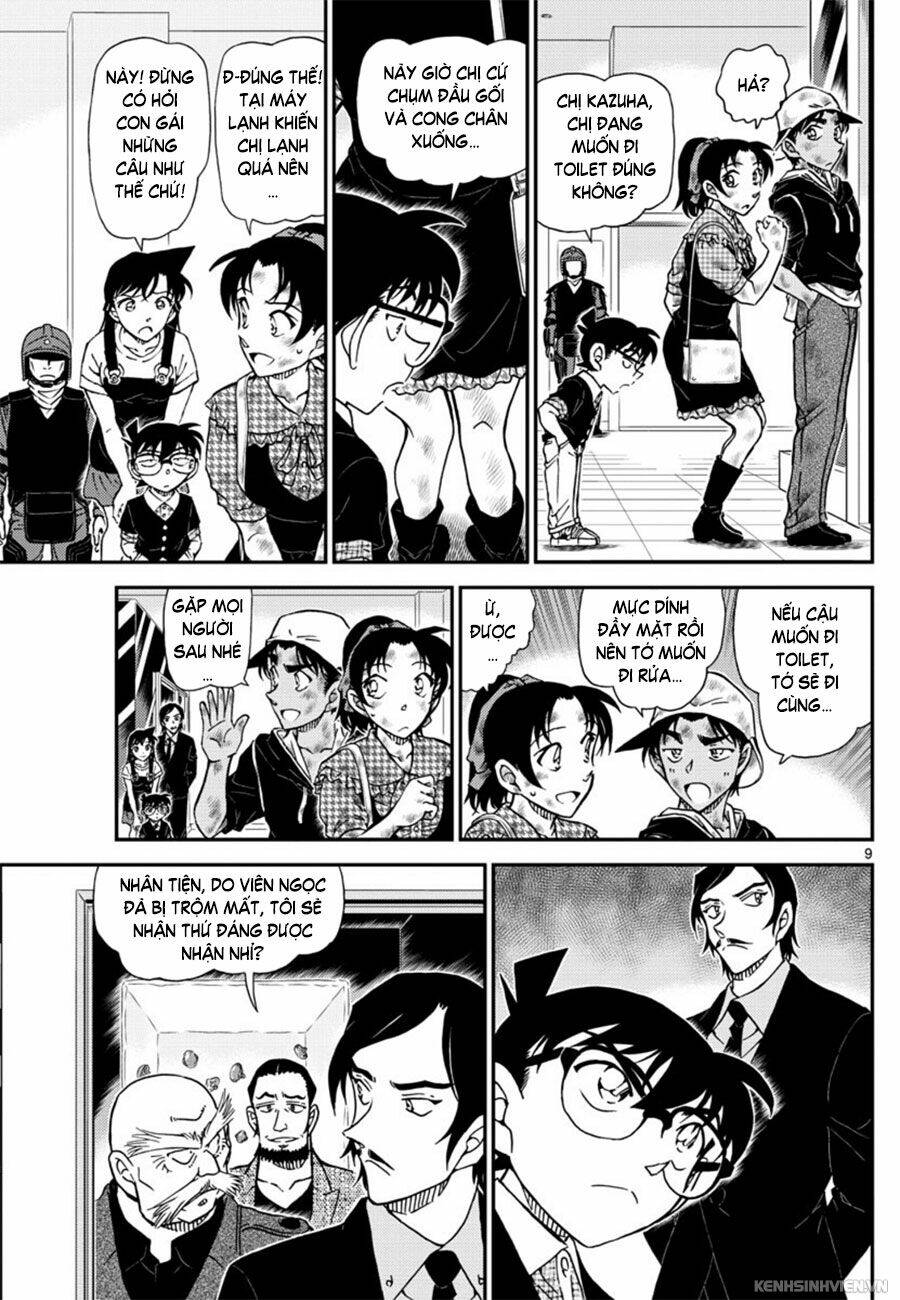 HẢ?
CHỊ KAZUHA,
CHỊ ĐANG
MUỐN ĐI
TOILET ĐÚNG
KHÔNG?
NÃY GIỜ CHỊ CỨ
CHỤM ĐẦU GỐI
VÀ CONG CHÂN
XUỐNG...
Đ-ĐÚNG THẾ!
TẠI MÁY
LẠNH KHIẾN
CHỊ LẠNH
QUÁ NÊN
...
NÀY! ĐỪNG
CÓ HỎI
CON GÁI
NHỮNG
CÂU NHƯ
THẾ CHỨ!
NẾU CẬU
MUỐN ĐI
TOILET,
TỚ SẼ ĐI
CÙNG...
MỰC DÍNH
ĐẦY MẶT RỒI
NÊN TỚ MUỐN
ĐI RỬA...
Ừ,
ĐƯỢC
...
GẶP MỌI
NGƯỜI
SAU NHÉ
...
9
NHÂN TIỆN, DO VIÊN NGỌC
ĐÃ BỊ TRỘM MẤT, TÔI SẼ
NHẬN THỨ ĐÁNG ĐƯỢC
NHẬN NHỈ?
KENHSINHVIEN.VN